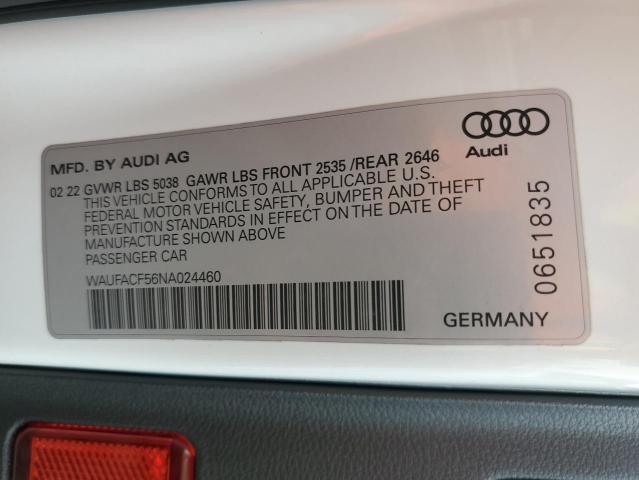 MFD. BY AUDI AG
02 22 GVWR LBS 5038 GAWR LBS FRONT 2535 /REAR 2646
THIS VEHICLE CONFORMS TO ALL APPLICABLE U.S.
FEDERAL MOTOR VEHICLE SAFETY, BUMPER AND THEFT
PREVENTION STANDARDS IN EFFECT ON THE DATE OF
MANUFACTURE SHOWN ABOVE
PASSENGER CAR
WAUFACF56NA024460
Audi
0651835
GERMANY